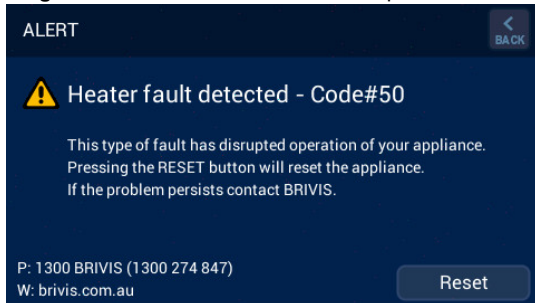 ALERT
BACK
Heater fault detected - Code#50
This type of fault has disrupted operation of your appliance.
Pressing the RESET button will reset the appliance.
If the problem persists contact BRIVIS.
P: 1300 BRIVIS (1300 274 847)
W: brivis.com.au
Reset